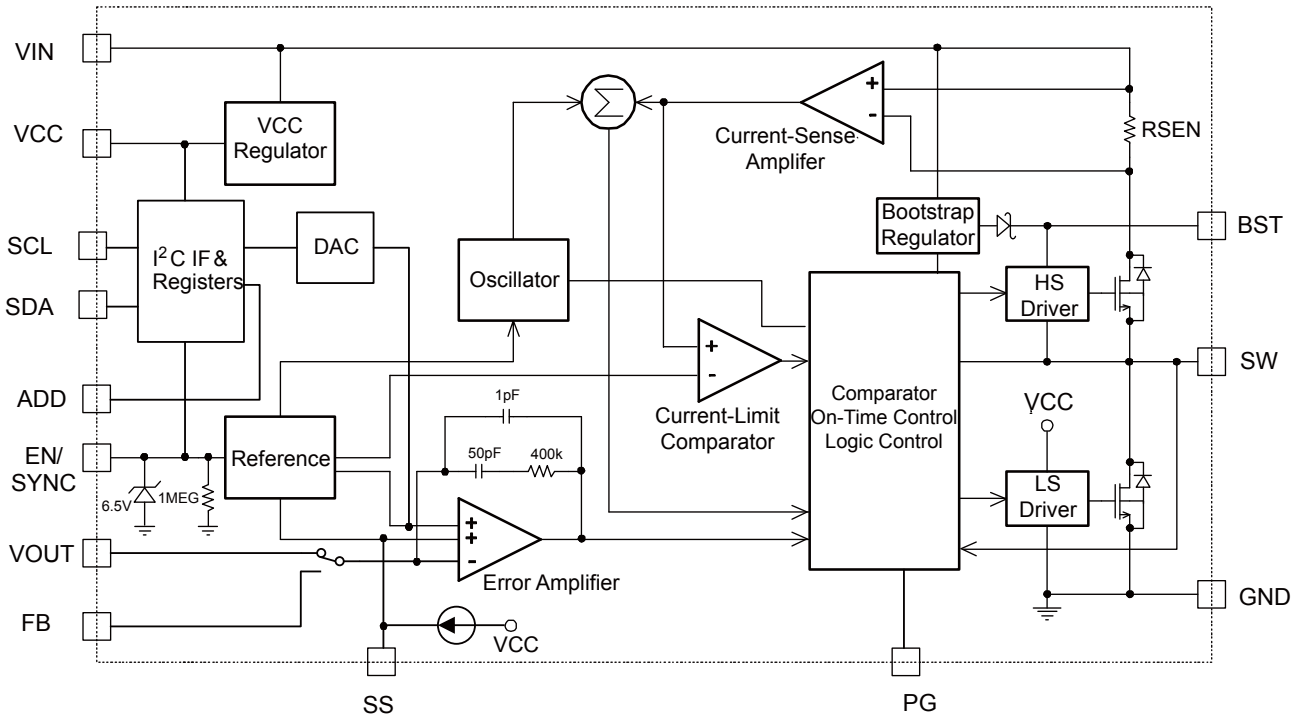 VIN
VCC
SCL
SDA
ADD
EN/
SYNC
VOUT
FB
VCC
Regulator
I²C IF &
Registers
DAC
Oscillator
Reference
6.5V
1MEG
Σ
+
-
Current-Sense
Amplifer
RSEN
Bootstrap
Regulator
BST
HS
Driver
SW
+
-
Current-Limit
Comparator
Comparator
On-Time Control
Logic Control
VCC
LS
Driver
GND
1pF
50pF
400k
+
+
-
Error Amplifier
VCC
SS
PG